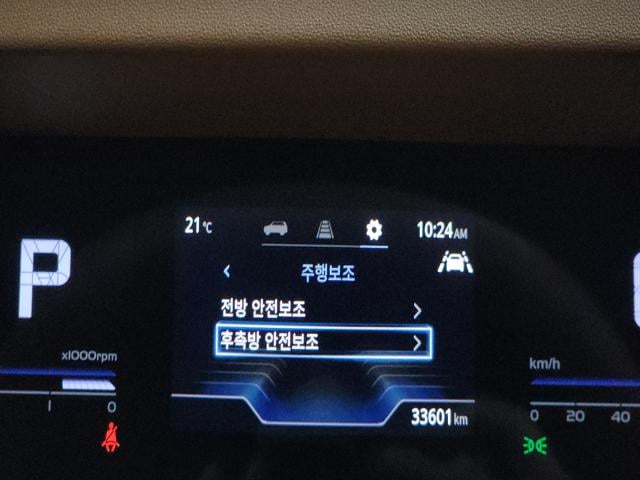 21℃
10:24AM
P
주행보조
전방 안전보조
후측방 안전보조
x1000rpm
km/h
1 0
0 20 40
33601km